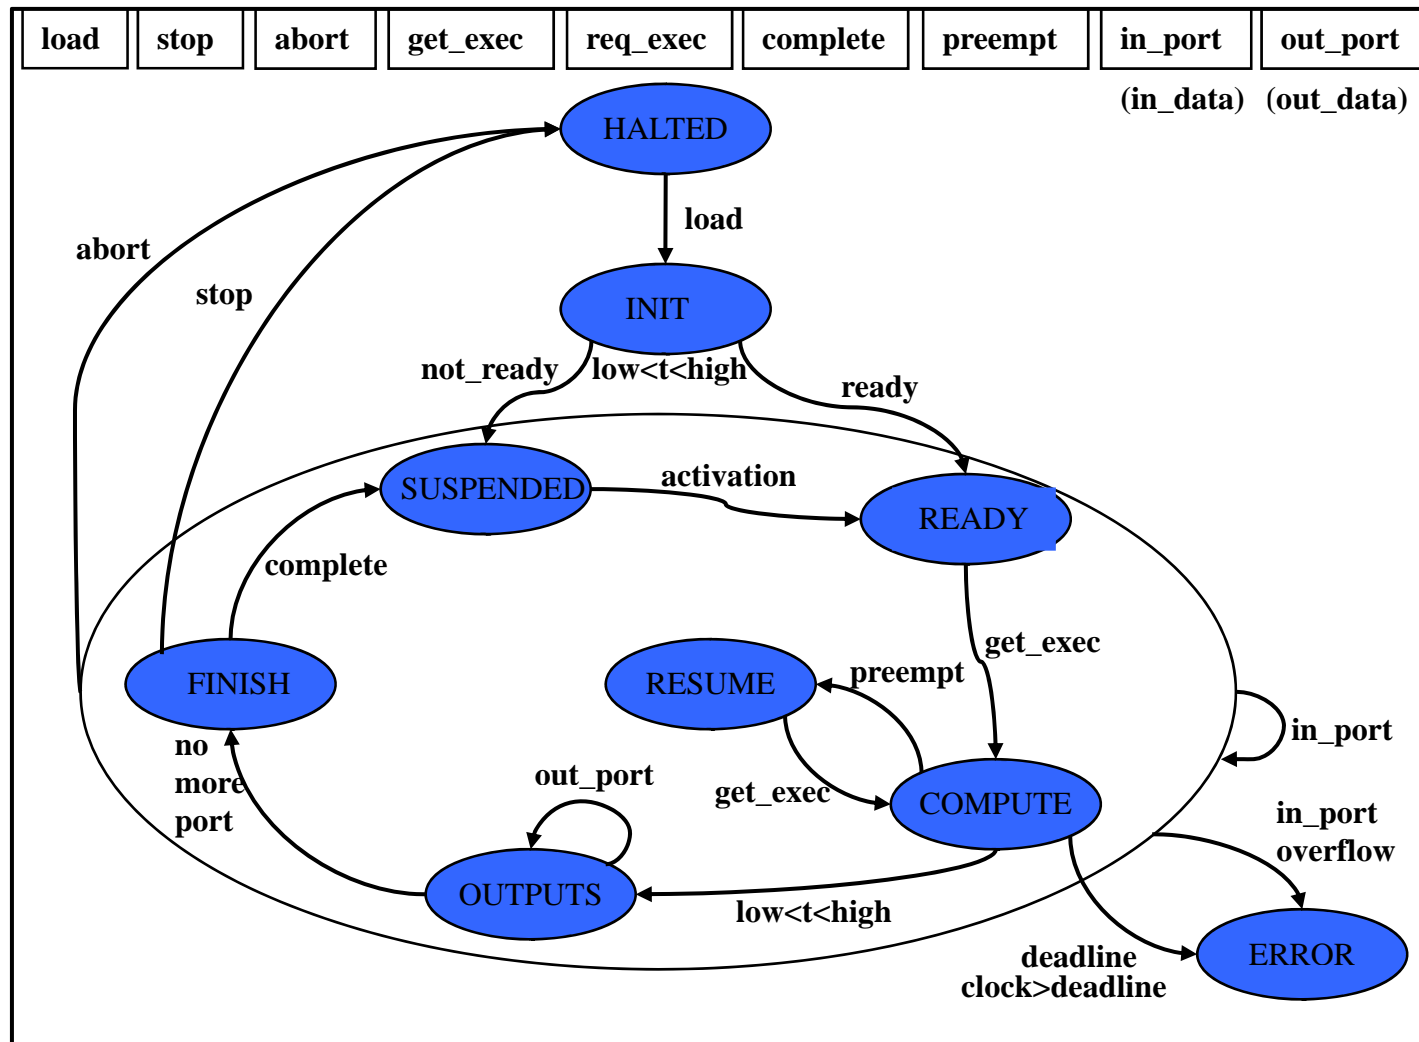 load stop abort get_exec req_exec complete preempt in_port out_port
(in_data) (out_data)
HALTED
load
abort
stop
INIT
not_ready
low<t<high
ready
SUSPENDED
activation
READY
complete
get_exec
FINISH
RESUME
preempt
in_port
no
more
port
out_port
get_exec
COMPUTE
in_port
overflow
OUTPUTS
low<t<high
deadline
clock>deadline
ERROR